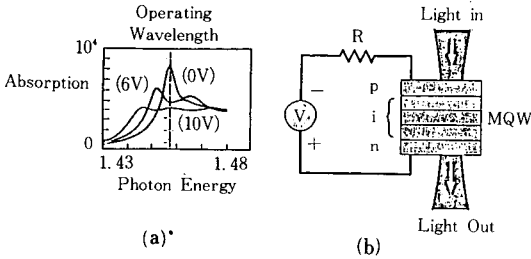 Operating
Wavelength
10⁴
Absorption
(6V)
(0V)
(10V)
0
1.43
1.48
Photon Energy
(a)
Light in
R
p
i
n
−
V
+
MQW
Light Out
(b)